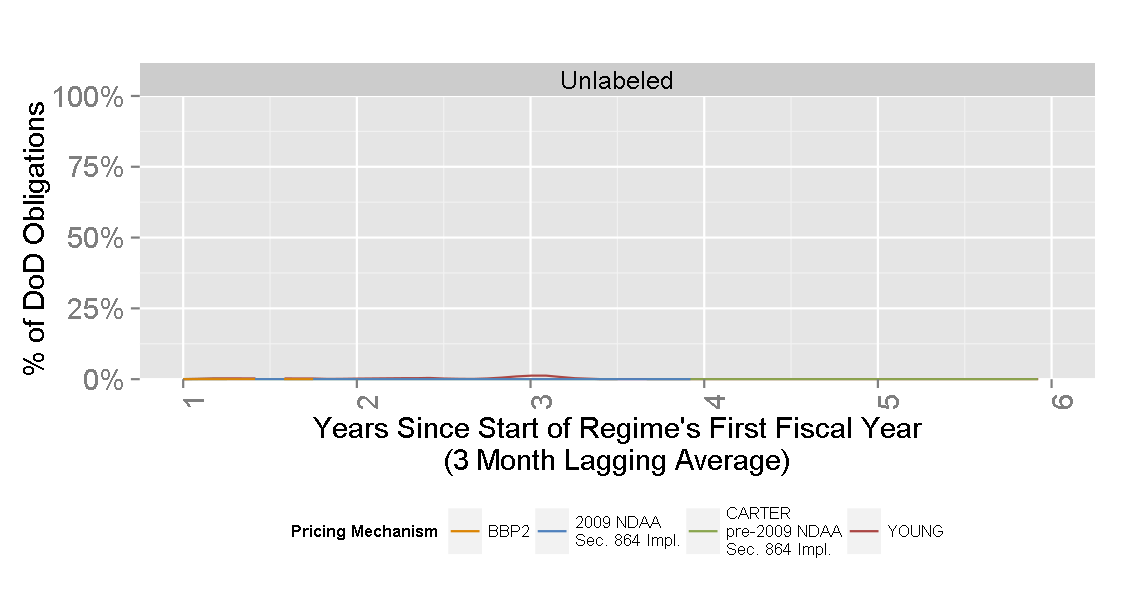 Unlabeled
100%
75%
50%
25%
0%
% of DoD Obligations
1
2
3
4
5
6
Years Since Start of Regime's First Fiscal Year
(3 Month Lagging Average)
Pricing Mechanism
BBP2
2009 NDAA
Sec. 864 Impl.
CARTER
pre-2009 NDAA
Sec. 864 Impl.
YOUNG